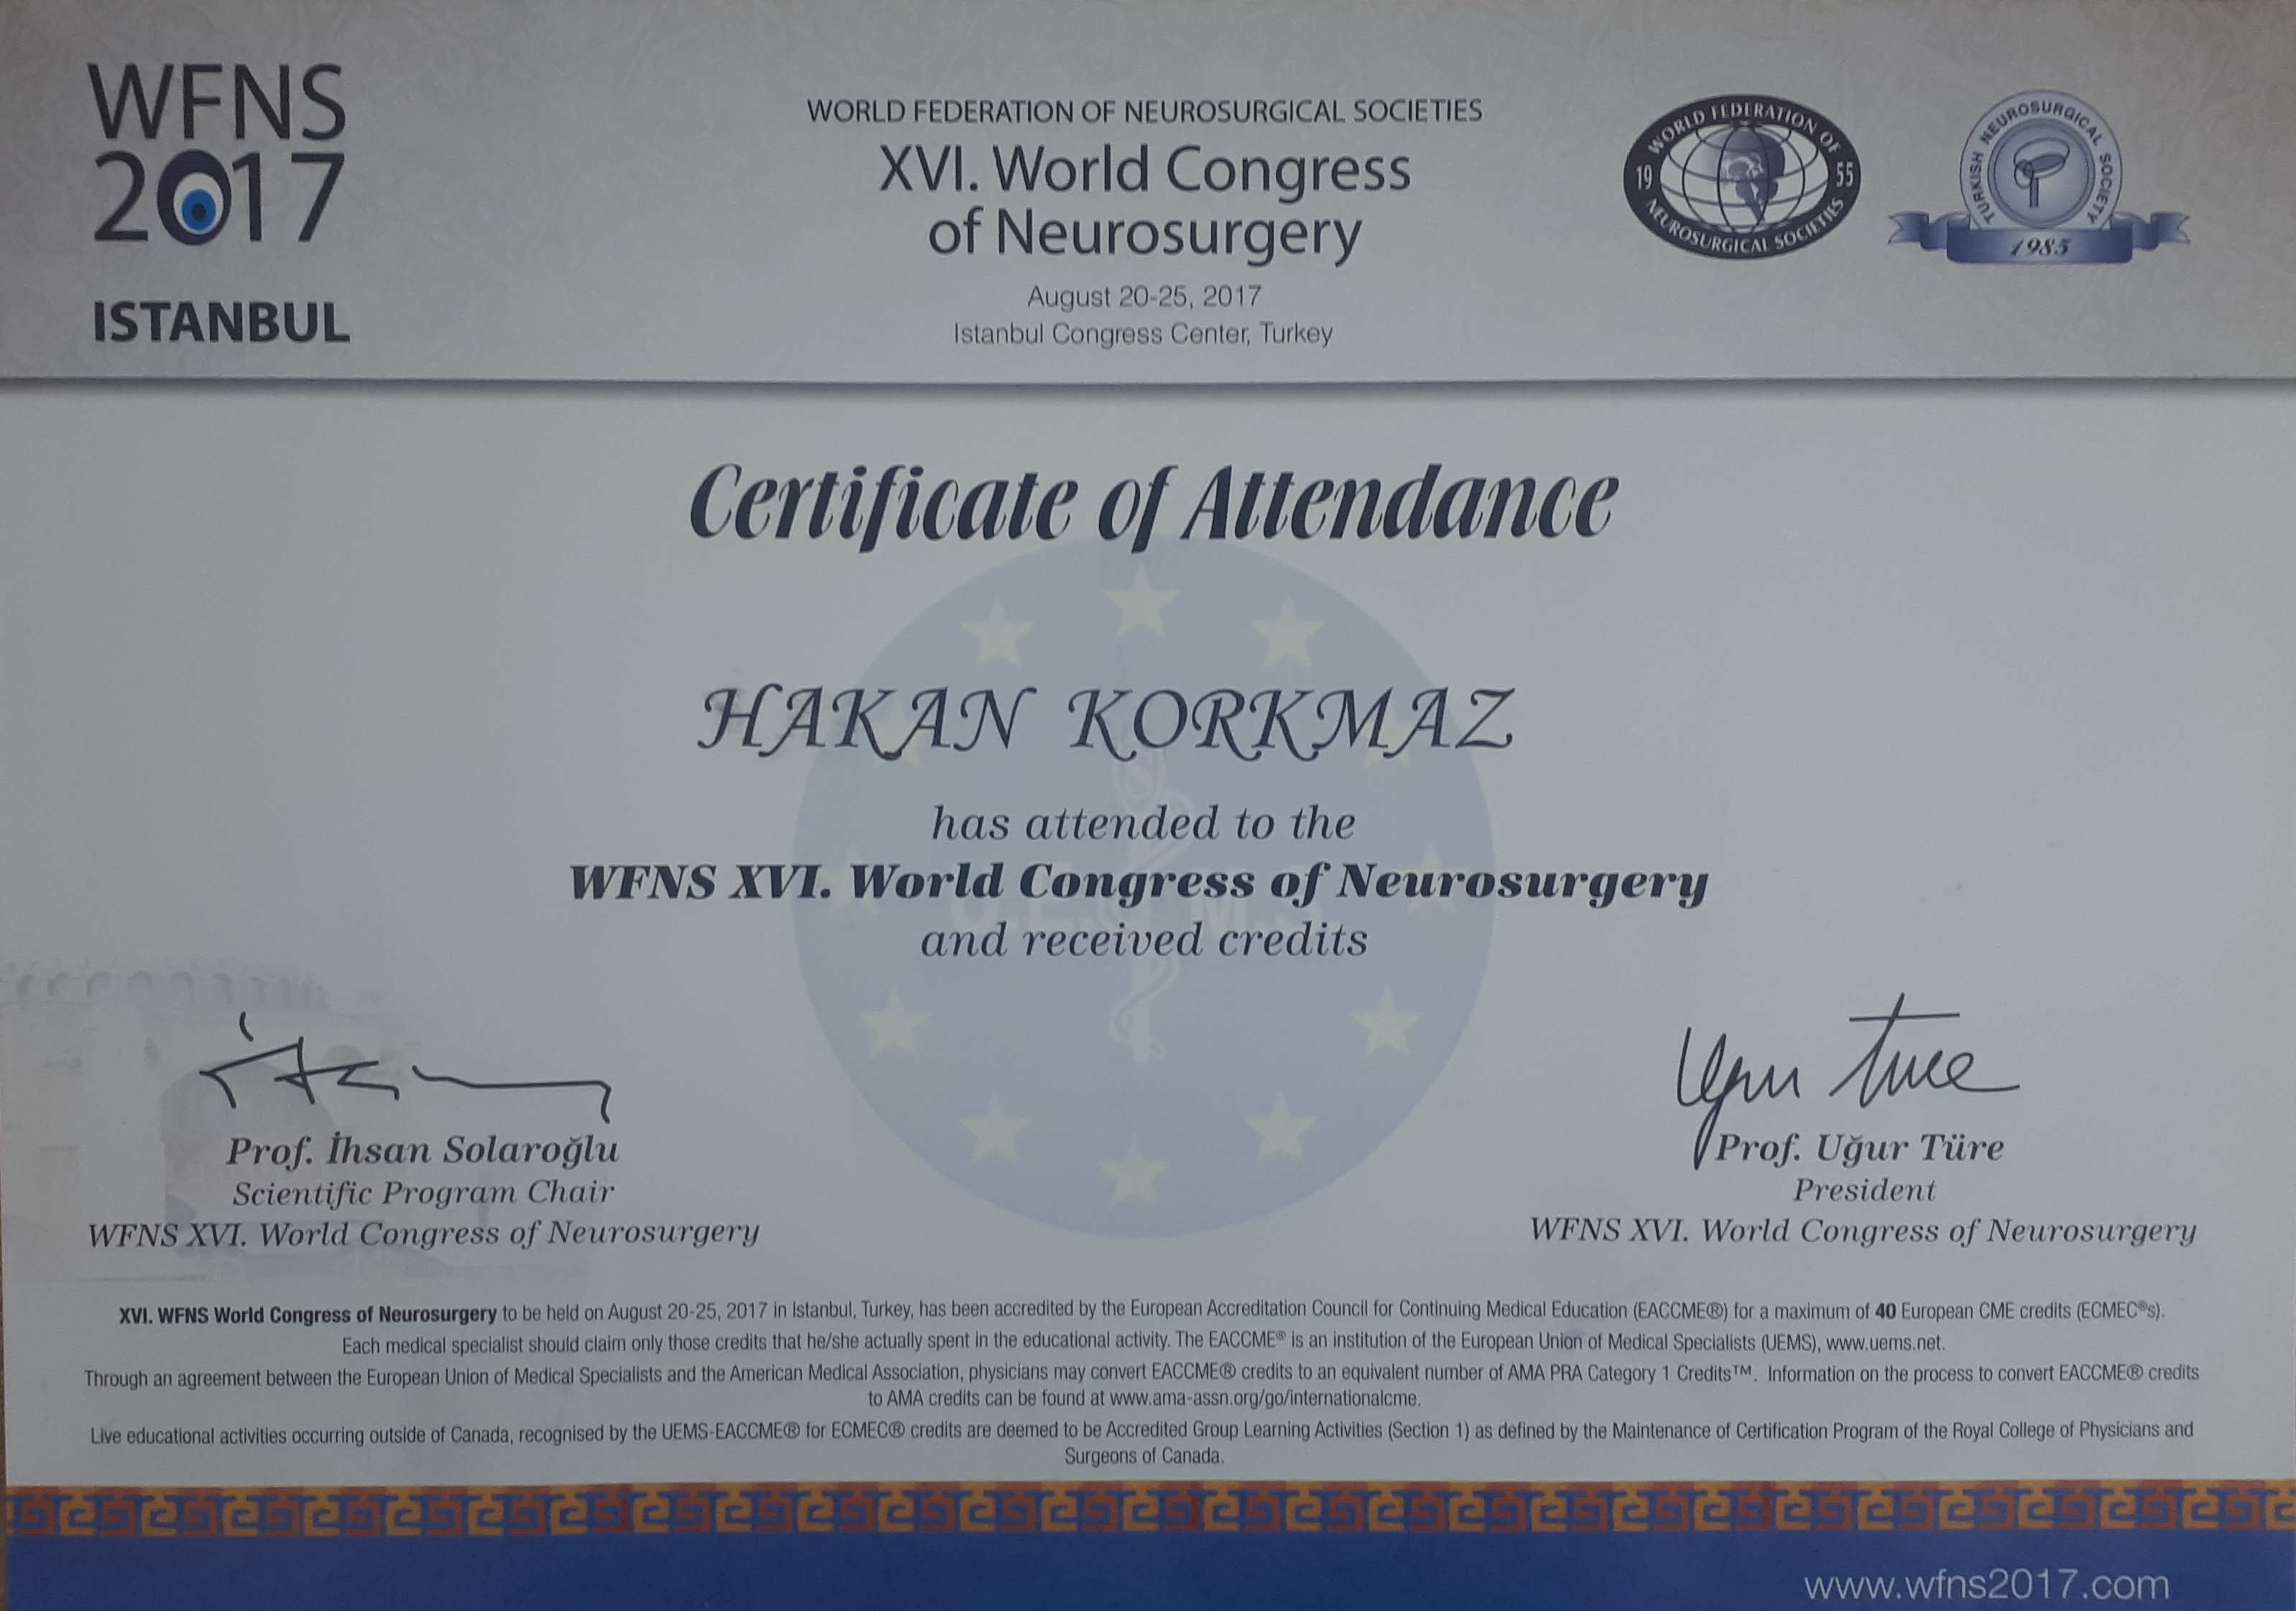 WFNS
2017
ISTANBUL
WORLD FEDERATION OF NEUROSURGICAL SOCIETIES
XVI. World Congress
of Neurosurgery
August 20-25, 2017
Istanbul Congress Center, Turkey
WORLD FEDERATION OF
19 55
NEUROSURGICAL SOCIETIES
TURKISH NEUROSURGICAL SOCIETY
1985
Certificate of Attendance
HAKAN KORKMAZ
has attended to the
WFNS XVI. World Congress of Neurosurgery
and received credits
Prof. İhsan Solaroğlu
Scientific Program Chair
WFNS XVI. World Congress of Neurosurgery
Ugur Ture
Prof. Uğur Türe
President
WFNS XVI. World Congress of Neurosurgery
XVI. WFNS World Congress of Neurosurgery to be held on August 20-25, 2017 in Istanbul, Turkey, has been accredited by the European Accreditation Council for Continuing Medical Education (EACCME®) for a maximum of 40 European CME credits (ECMEC®s).
Each medical specialist should claim only those credits that he/she actually spent in the educational activity. The EACCME® is an institution of the European Union of Medical Specialists (UEMS), www.uems.net.
Through an agreement between the European Union of Medical Specialists and the American Medical Association, physicians may convert EACCME® credits to an equivalent number of AMA PRA Category 1 Credits™. Information on the process to convert EACCME® credits
to AMA credits can be found at www.ama-assn.org/go/internationalcme.
Live educational activities occurring outside of Canada, recognised by the UEMS-EACCME® for ECMEC® credits are deemed to be Accredited Group Learning Activities (Section 1) as defined by the Maintenance of Certification Program of the Royal College of Physicians and
Surgeons of Canada.
www.wfns2017.com